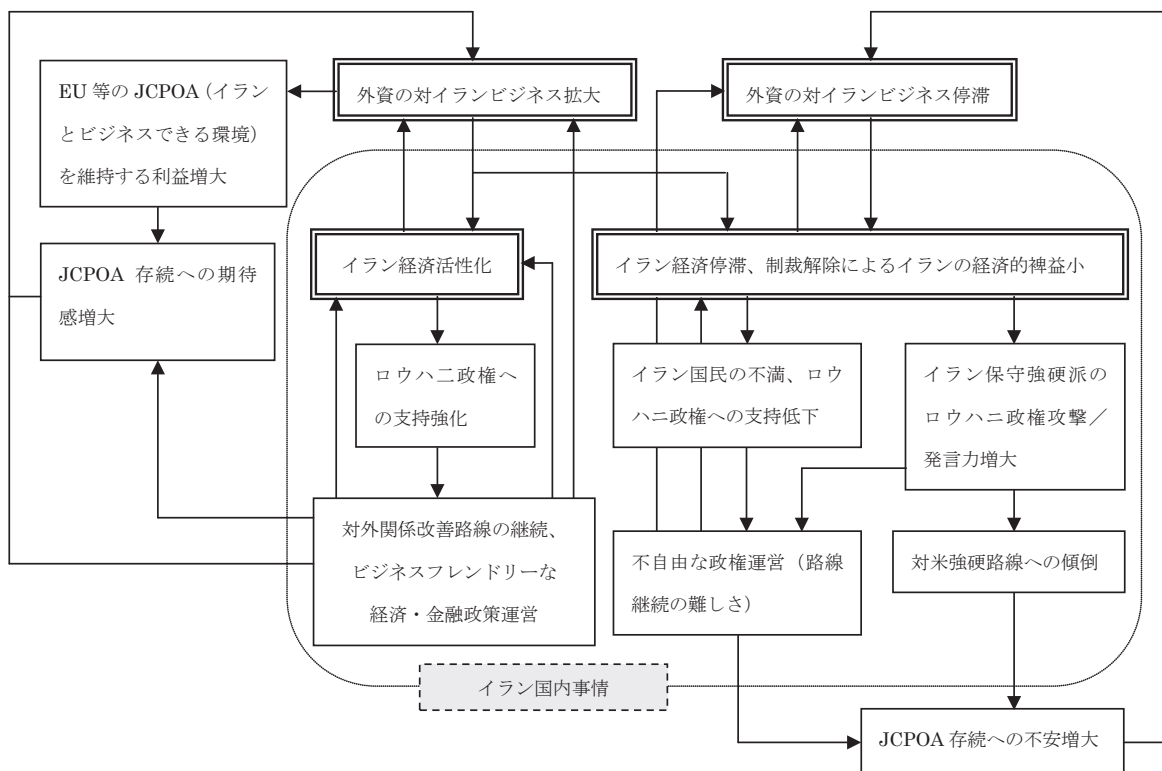 外資の対イランビジネス拡大
外資の対イランビジネス停滞
EU 等の JCPOA（イラン
とビジネスできる環境）
を維持する利益増大
JCPOA 存続への期待
感増大
イラン経済活性化
イラン経済停滞、制裁解除によるイランの経済的裨益小
ロウハ二政権へ
の支持強化
イラン国民の不満、ロウ
ハニ政権への支持低下
イラン保守強硬派の
ロウハニ政権攻撃／
発言力増大
対外関係改善路線の継続、
ビジネスフレンドリーな
経済・金融政策運営
不自由な政権運営（路線
継続の難しさ）
対米強硬路線への傾倒
イラン国内事情
JCPOA 存続への不安増大